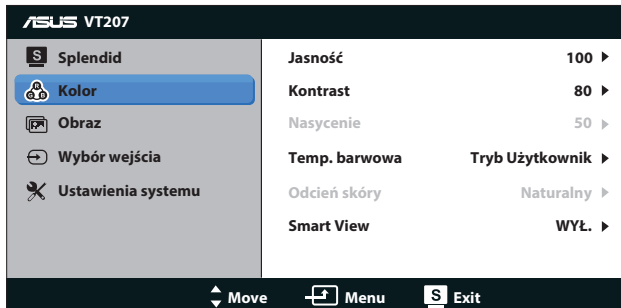 ASUS VT207
S Splendid
Kolor
Obraz
Wybór wejścia
Ustawienia systemu
Jasność 100
Kontrast 80
Nasycenie 50
Temp. barwowa Tryb Użytkownik
Odcień skóry Naturalny
Smart View WYŁ.
Move Menu S Exit